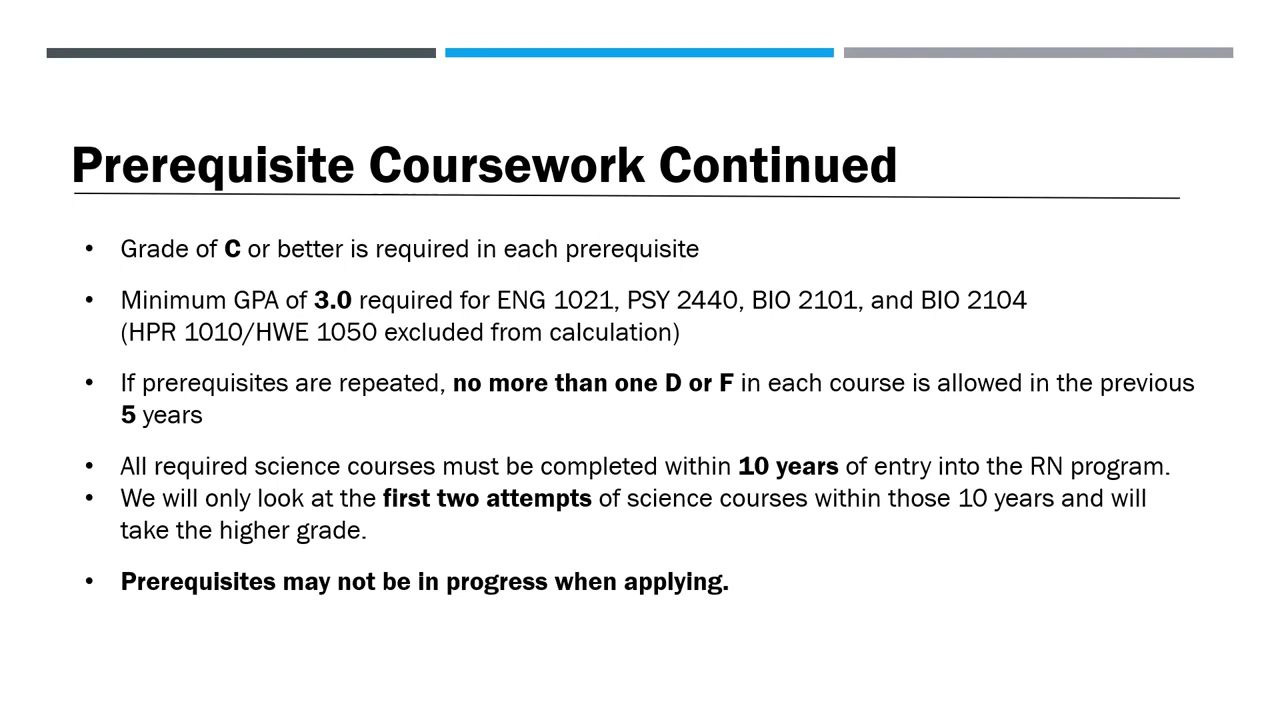 Prerequisite Coursework Continued
• Grade of C or better is required in each prerequisite
• Minimum GPA of 3.0 required for ENG 1021, PSY 2440, BIO 2101, and BIO 2104
(HPR 1010/HWE 1050 excluded from calculation)
• If prerequisites are repeated, no more than one D or F in each course is allowed in the previous
5 years
• All required science courses must be completed within 10 years of entry into the RN program.
• We will only look at the first two attempts of science courses within those 10 years and will
take the higher grade.
• Prerequisites may not be in progress when applying.